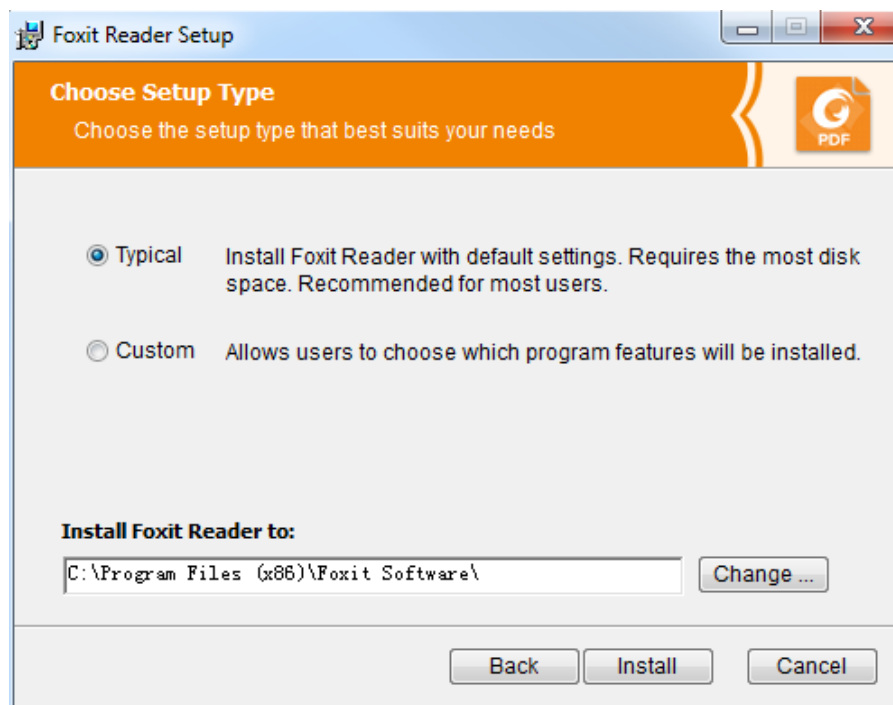 Foxit Reader Setup
Choose Setup Type
Choose the setup type that best suits your needs
PDF
Typical Install Foxit Reader with default settings. Requires the most disk
space. Recommended for most users.
Custom Allows users to choose which program features will be installed.
Install Foxit Reader to:
C:\Program Files (x86)\Foxit Software\ Change ...
Back Install Cancel